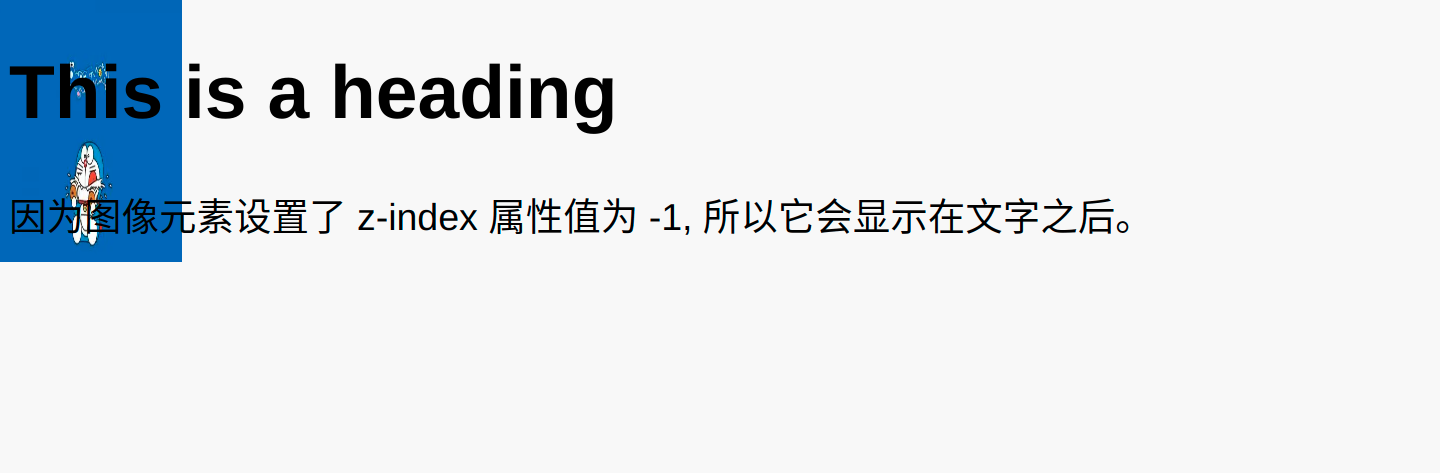 This is a heading
因为图像元素设置了 z-index 属性值为 -1, 所以它会显示在文字之后。